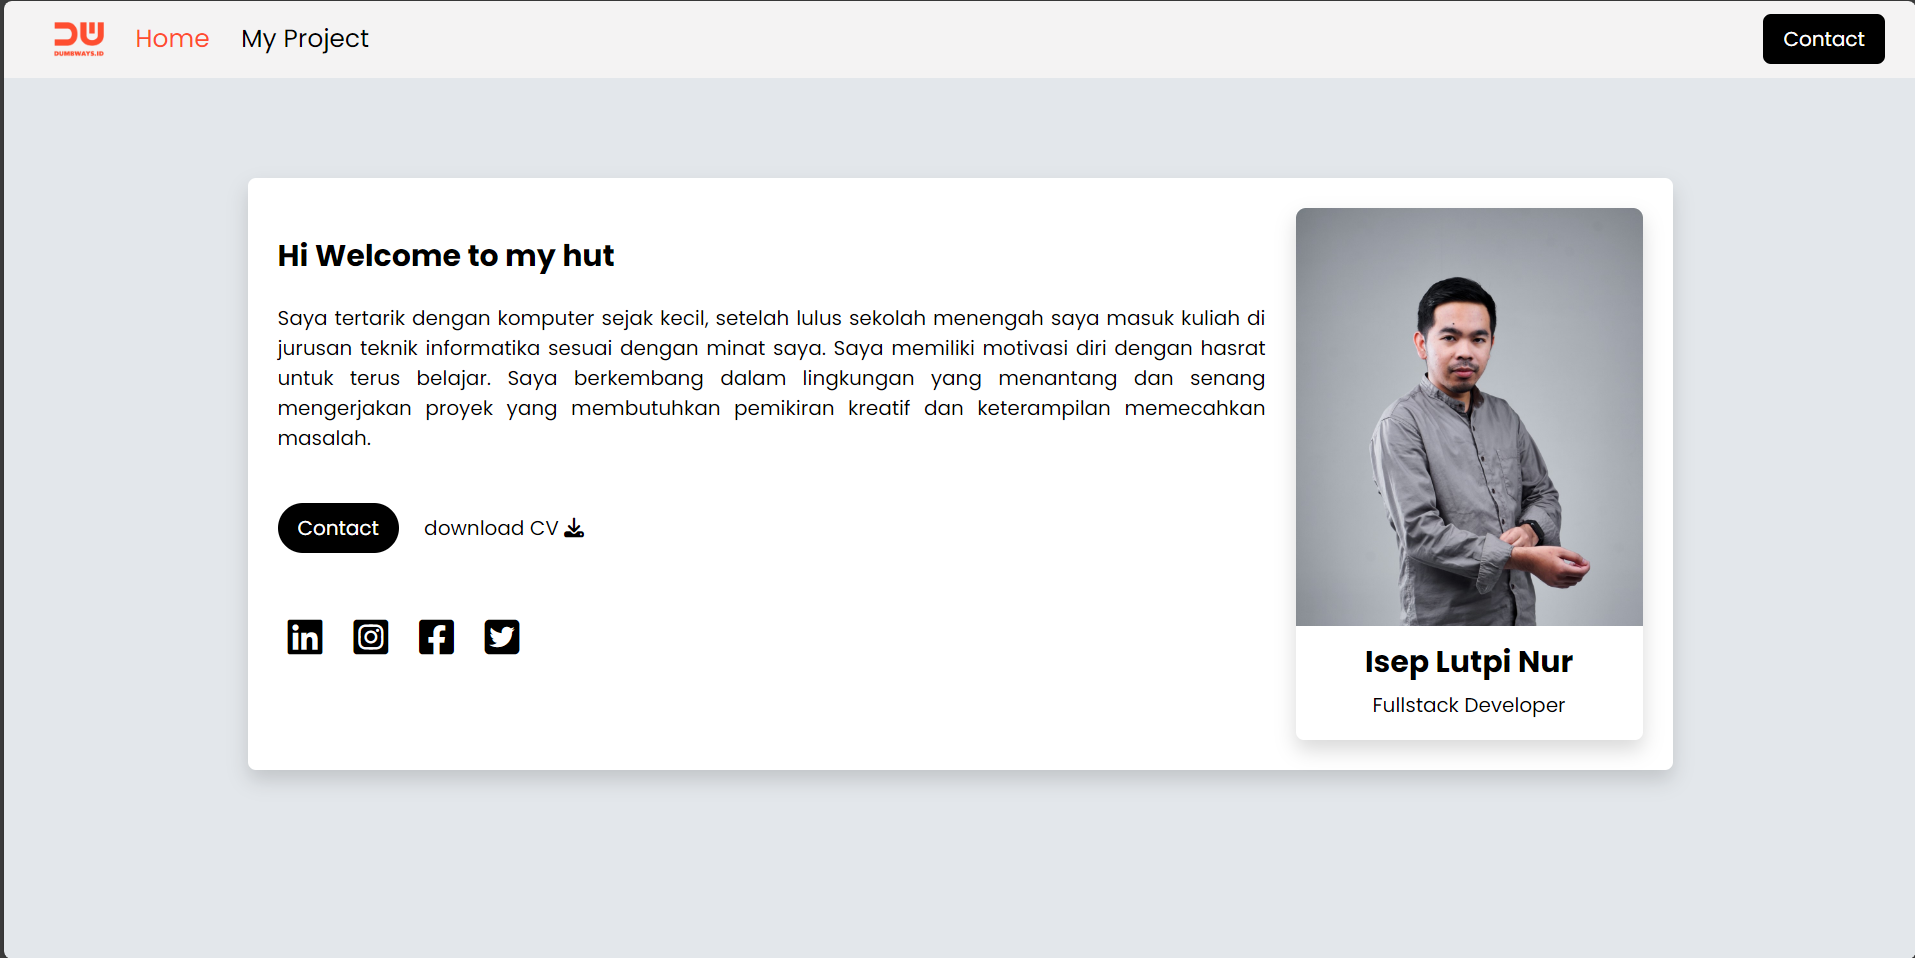 DW
DUMBWAYS.ID
Home
My Project
Contact
Hi Welcome to my hut
Saya tertarik dengan komputer sejak kecil, setelah lulus sekolah menengah saya masuk kuliah di
jurusan teknik informatika sesuai dengan minat saya. Saya memiliki motivasi diri dengan hasrat
untuk terus belajar. Saya berkembang dalam lingkungan yang menantang dan senang
mengerjakan proyek yang membutuhkan pemikiran kreatif dan keterampilan memecahkan
masalah.
Contact
download CV
in
Isep Lutpi Nur
Fullstack Developer